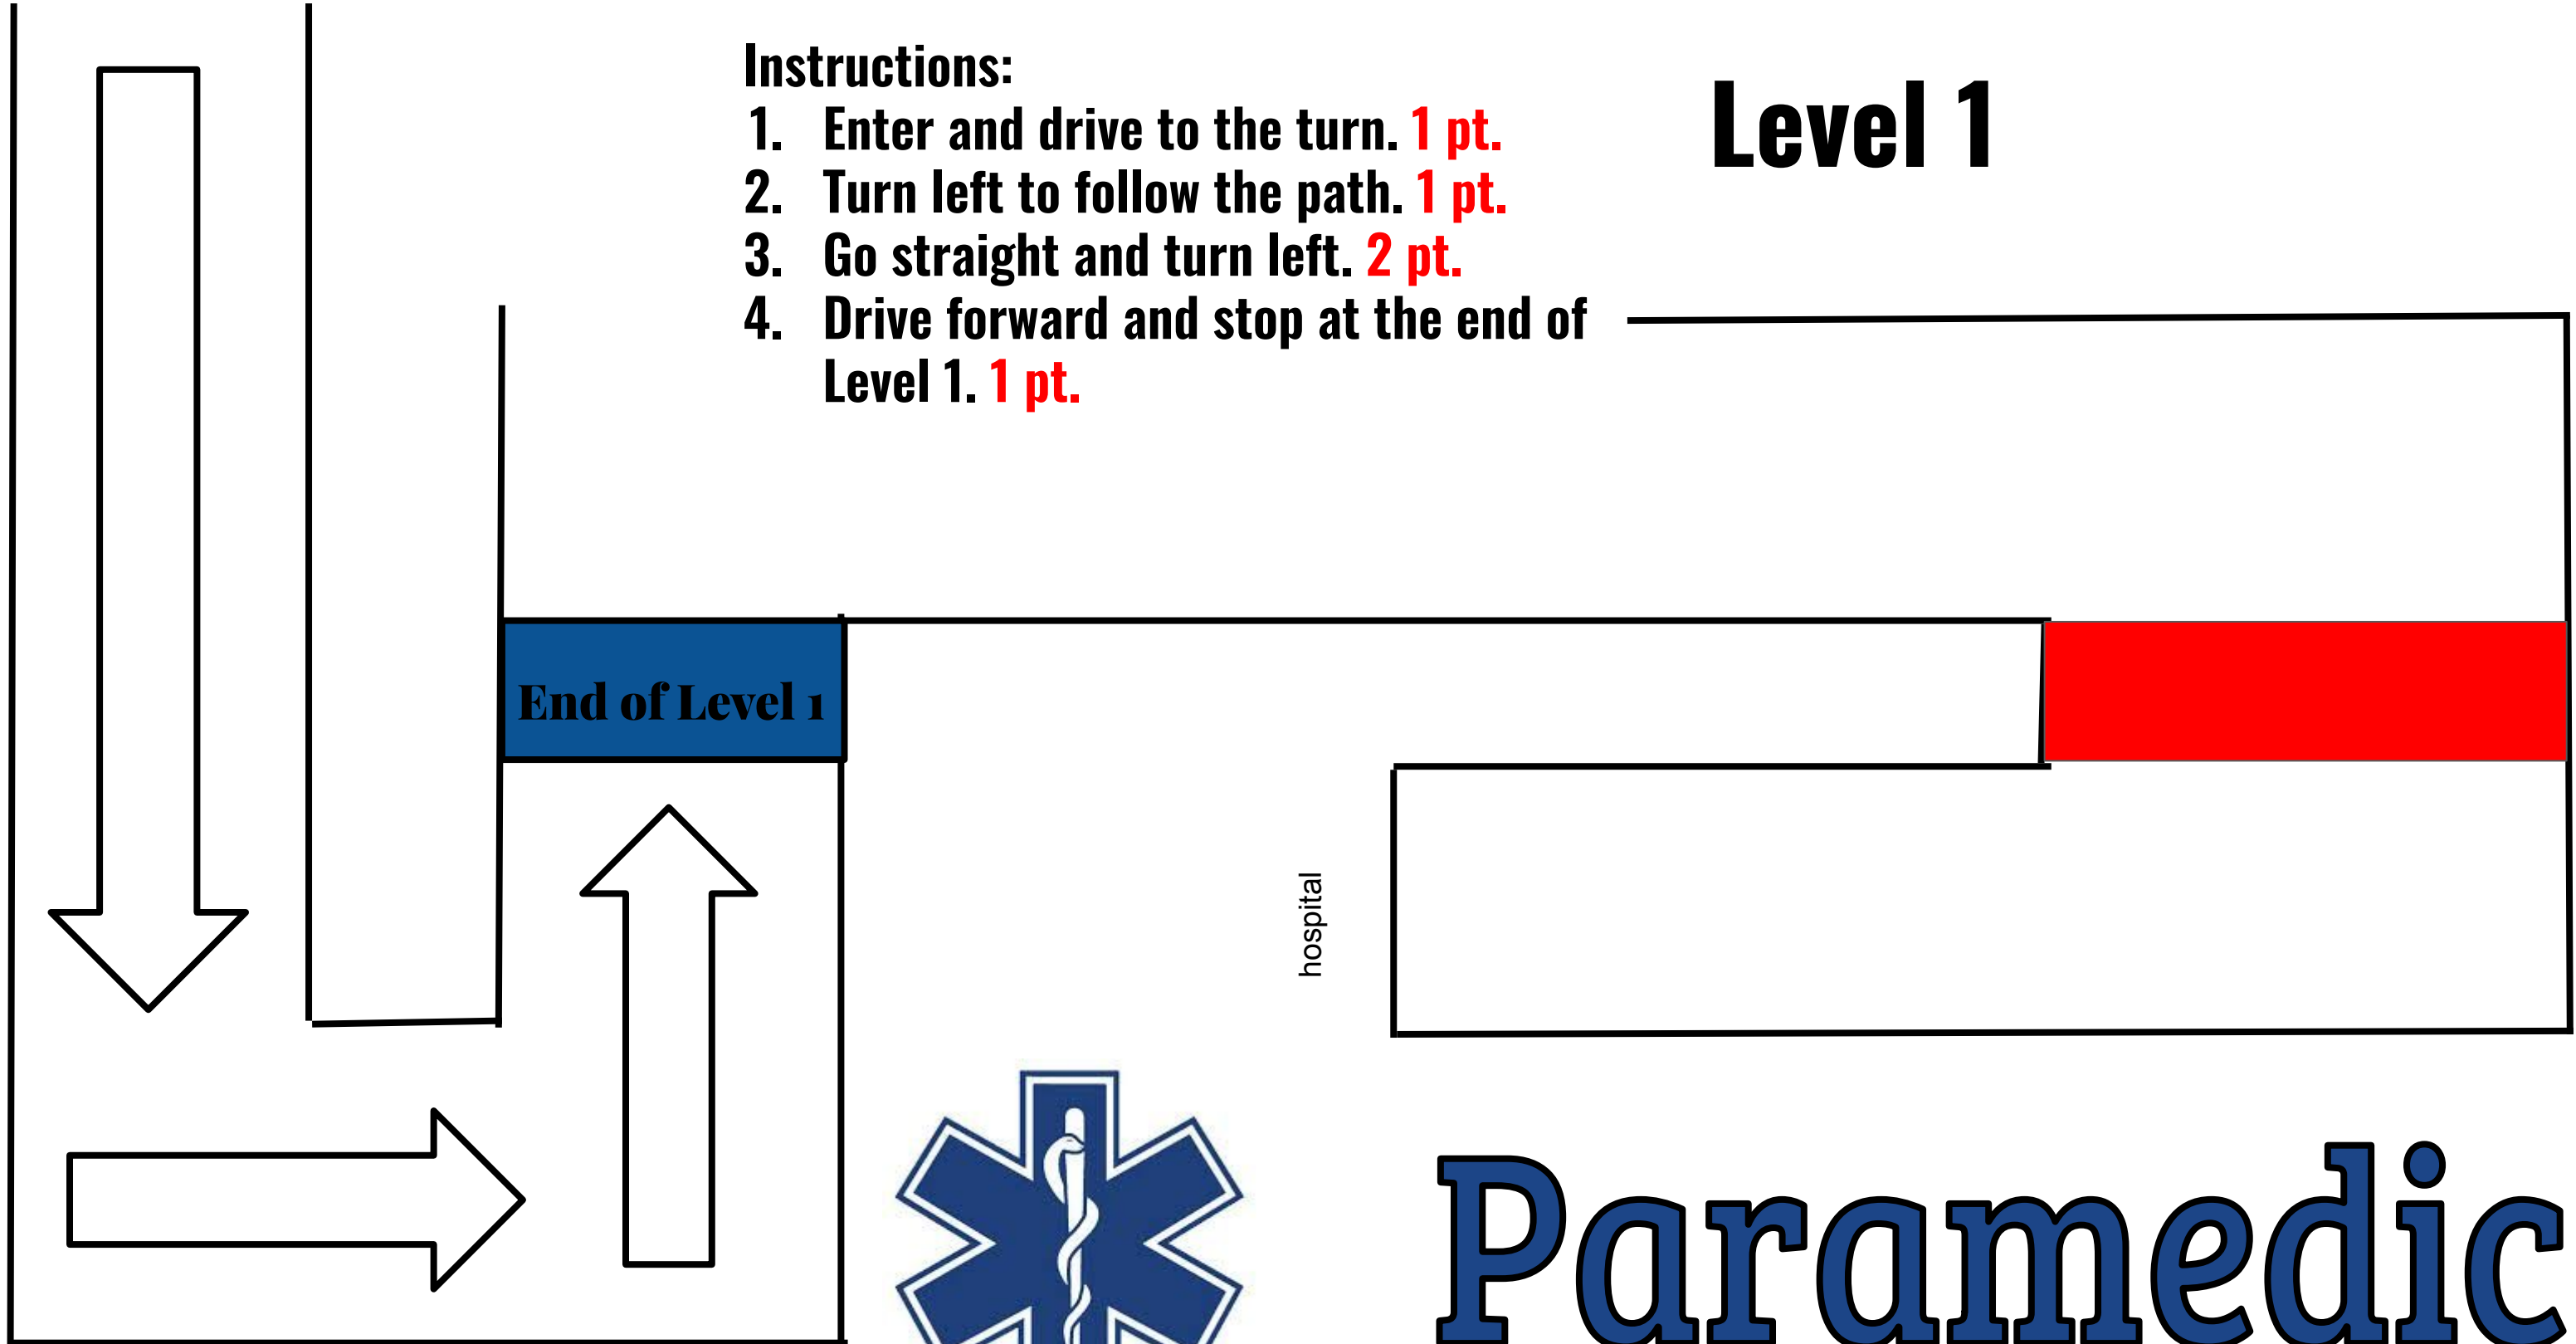 Instructions:
1. Enter and drive to the turn. 1 pt.
2. Turn left to follow the path. 1 pt.
3. Go straight and turn left. 2 pt.
4. Drive forward and stop at the end of
Level 1. 1 pt.
Level 1
End of Level 1
hospital
Paramedic